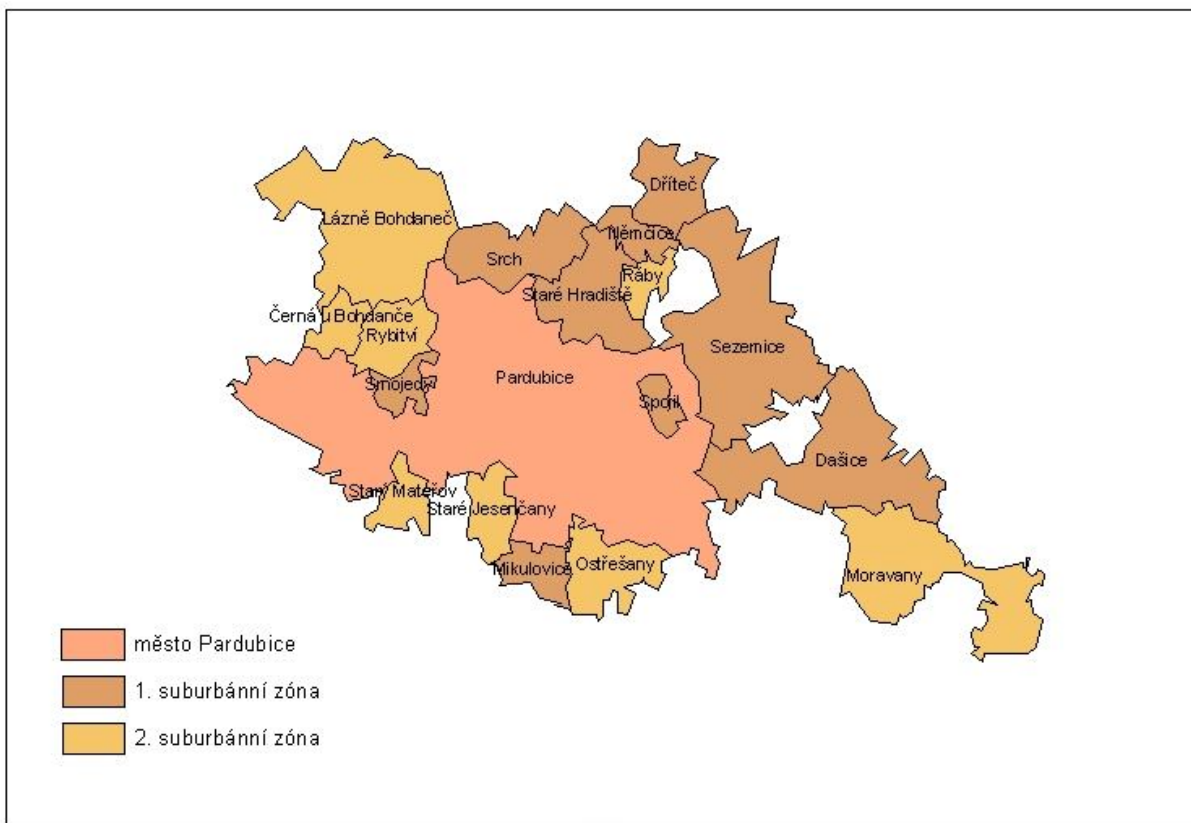 Dříteč
Lázně Bohdaneč
Němčice
Srch
Ráby
Staré Hradiště
Černá u Bohdanče
Rybitví
Sezemice
Srnojedy
Pardubice
Spojil
Dašice
Starý Mateřov
Staré Jesenčany
Ostřešany
Mikulovice
Moravany
město Pardubice
1. suburbánní zóna
2. suburbánní zóna